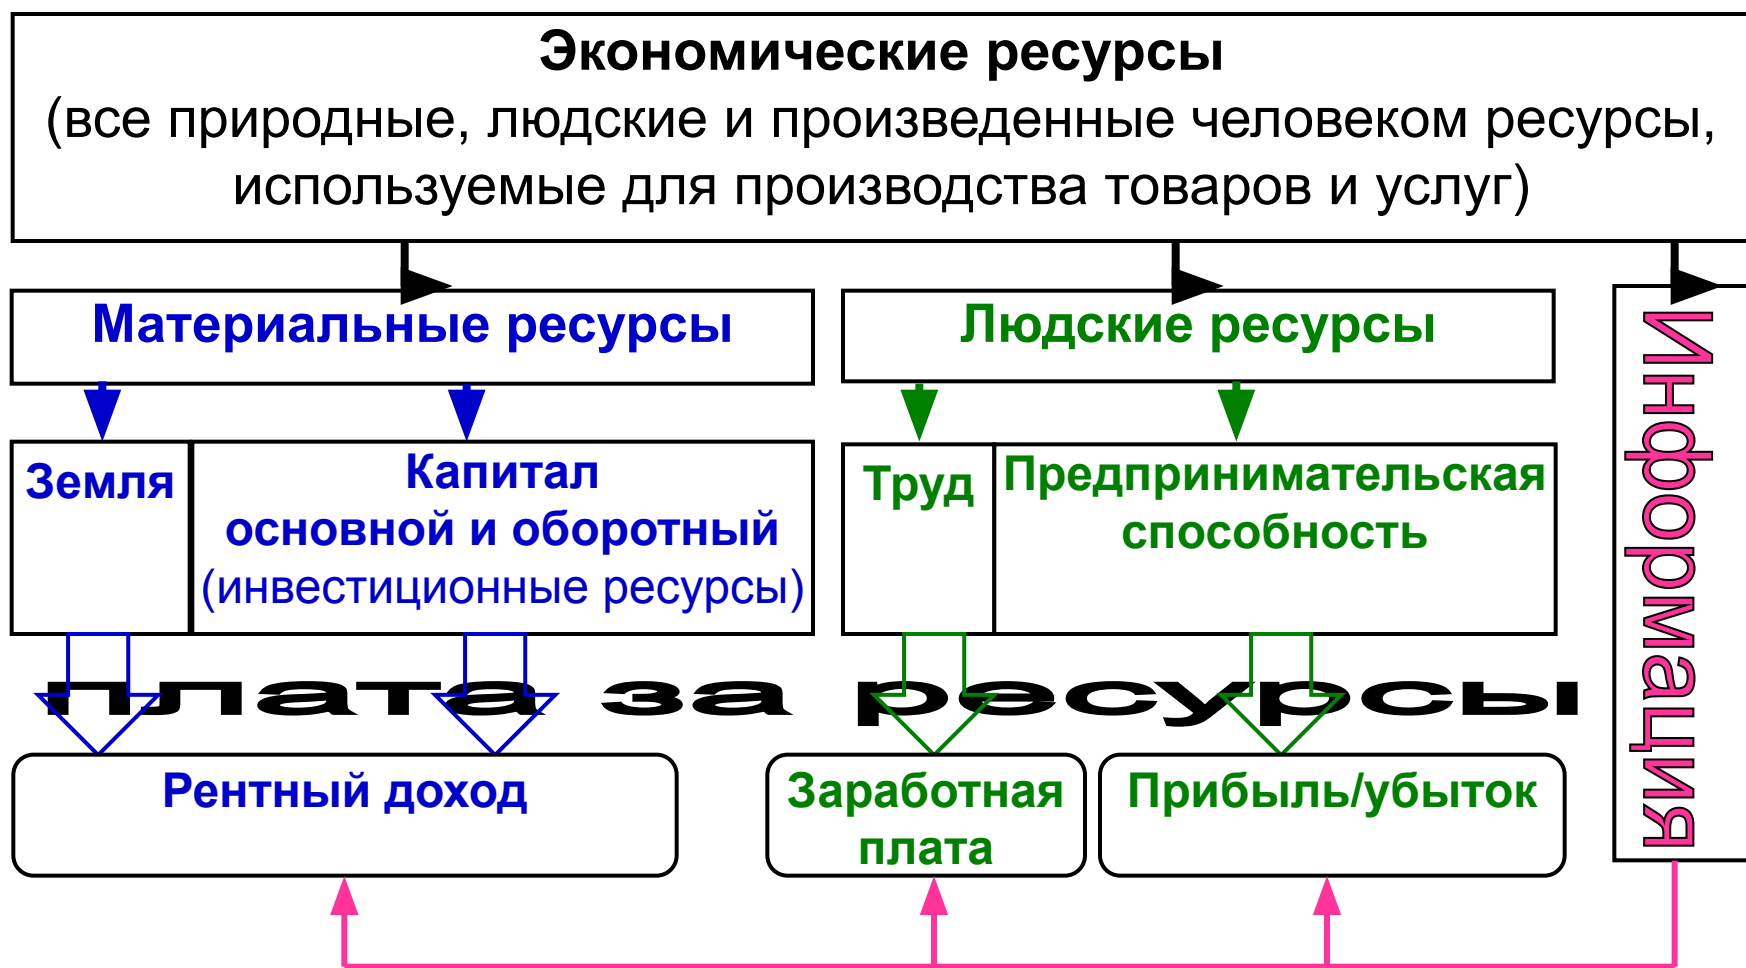 Экономические ресурсы
(все природные, людские и произведенные человеком ресурсы,
используемые для производства товаров и услуг)
Материальные ресурсы
Людские ресурсы
Информация
Земля
Капитал
основной и оборотный
(инвестиционные ресурсы)
Труд
Предпринимательская
способность
плата за ресурсы
Рентный доход
Заработная
плата
Прибыль/убыток